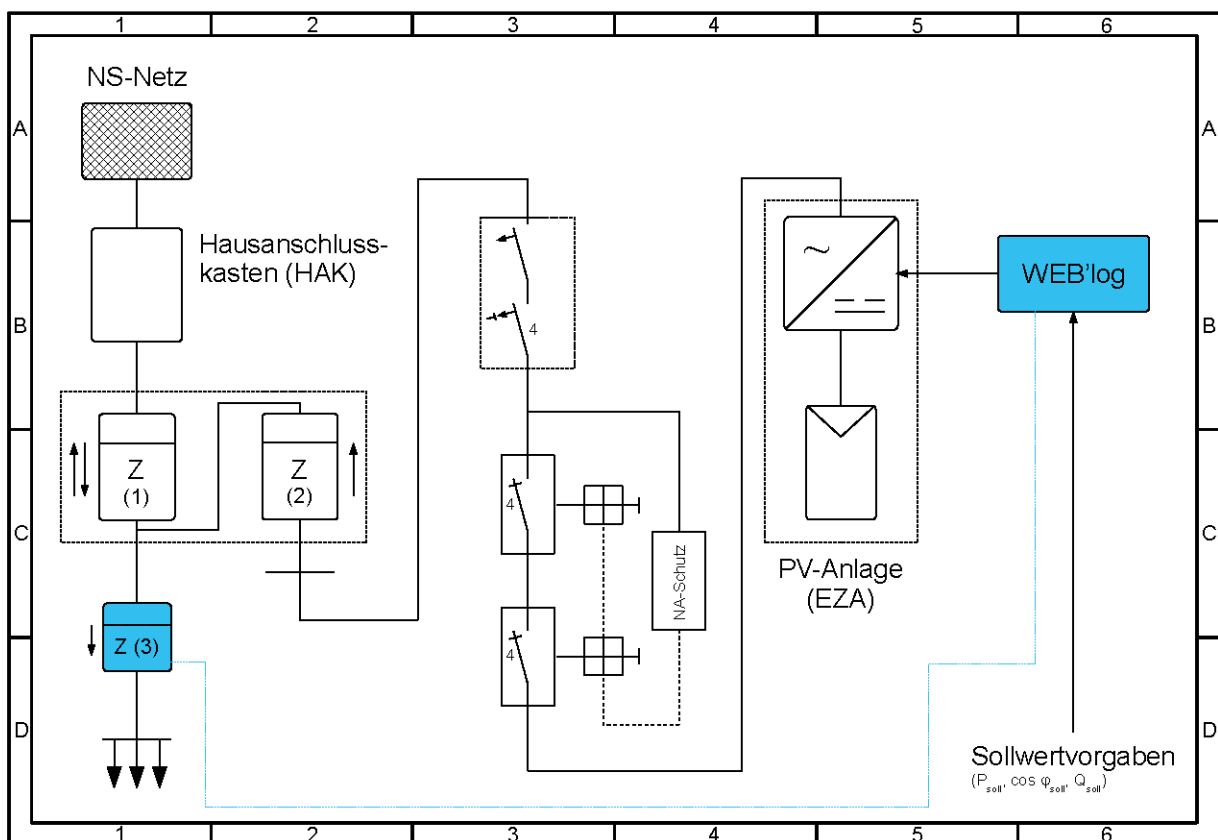 1 2 3 4 5 6
NS-Netz
A
A
Hausanschluss-
kasten (HAK)
~
WEB'log
B
4
B
Z
(1)
Z
(2)
4
C
NA-Schutz
C
PV-Anlage
(EZA)
Z (3)
4
D
D
Sollwertvorgaben
(Psoll, cos φsoll, Qsoll)
1 2 3 4 5 6